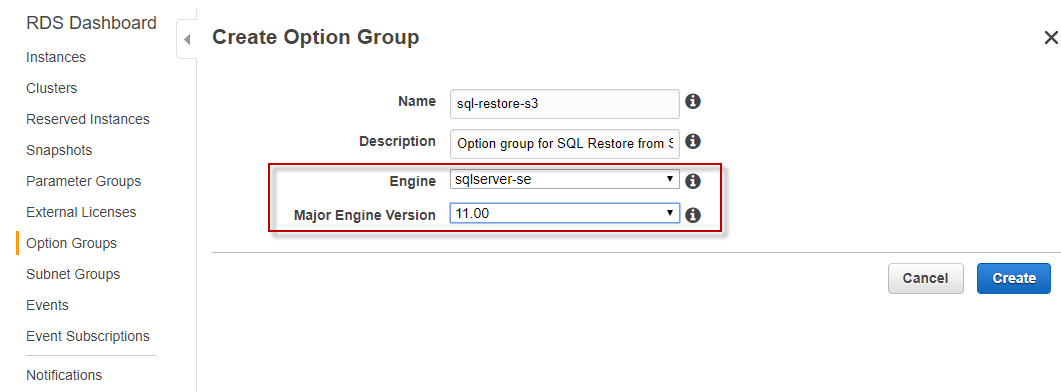 RDS Dashboard
Instances
Clusters
Reserved Instances
Snapshots
Parameter Groups
External Licenses
Option Groups
Subnet Groups
Events
Event Subscriptions
Notifications
Create Option Group
Name sql-restore-s3
Description Option group for SQL Restore from S
Engine sqlserver-se
Major Engine Version 11.00
Cancel Create